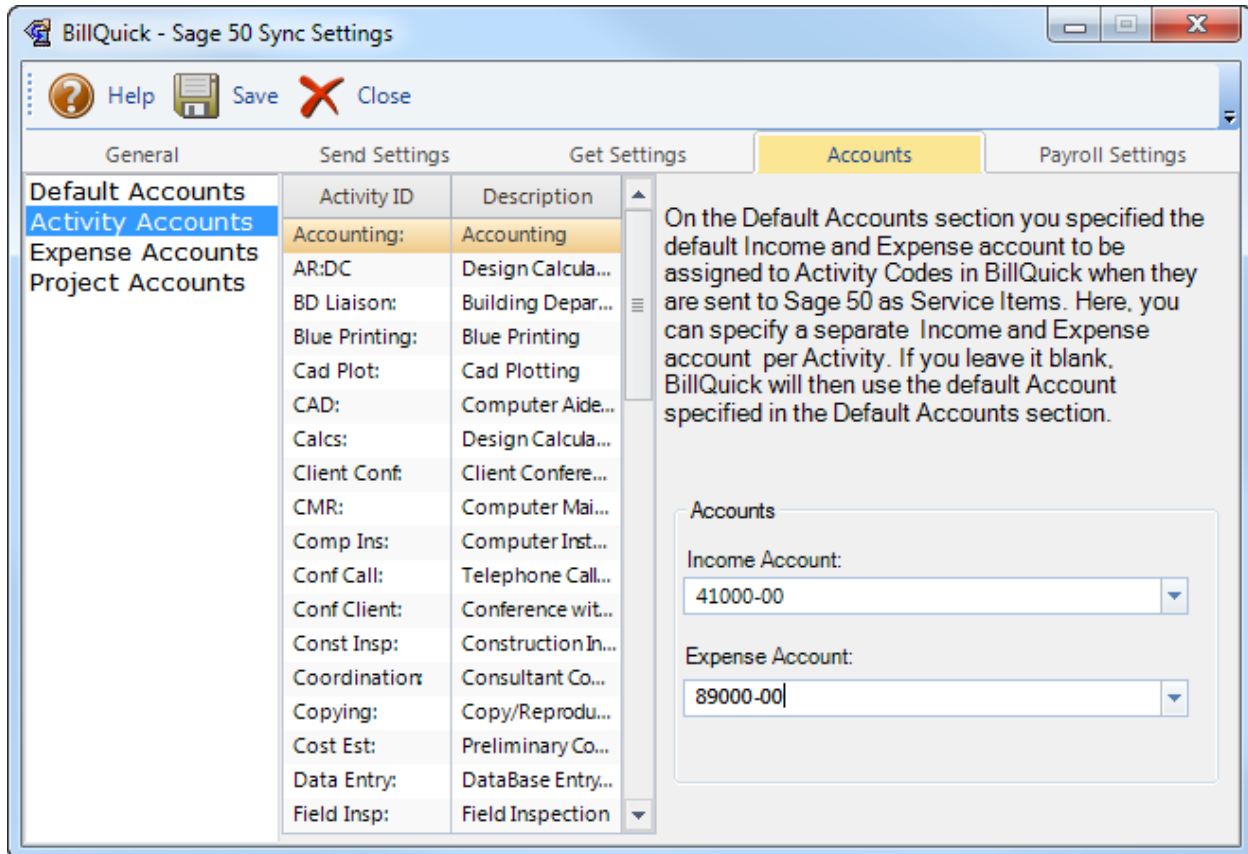 BillQuick - Sage 50 Sync Settings
Help Save Close
General Send Settings Get Settings Accounts Payroll Settings
Default Accounts
Activity Accounts
Expense Accounts
Project Accounts
Activity ID Description
Accounting: Accounting
AR:DC Design Calcula...
BD Liaison: Building Depar...
Blue Printing: Blue Printing
Cad Plot: Cad Plotting
CAD: Computer Aide...
Calcs: Design Calcula...
Client Conf: Client Confere...
CMR: Computer Mai...
Comp Ins: Computer Inst...
Conf Call: Telephone Call...
Conf Client: Conference wit...
Const Insp: Construction In...
Coordination: Consultant Co...
Copying: Copy/Reprodu...
Cost Est: Preliminary Co...
Data Entry: DataBase Entry...
Field Insp: Field Inspection
On the Default Accounts section you specified the
default Income and Expense account to be
assigned to Activity Codes in BillQuick when they
are sent to Sage 50 as Service Items. Here, you
can specify a separate Income and Expense
account per Activity. If you leave it blank,
BillQuick will then use the default Account
specified in the Default Accounts section.
Accounts
Income Account:
41000-00
Expense Account:
89000-00